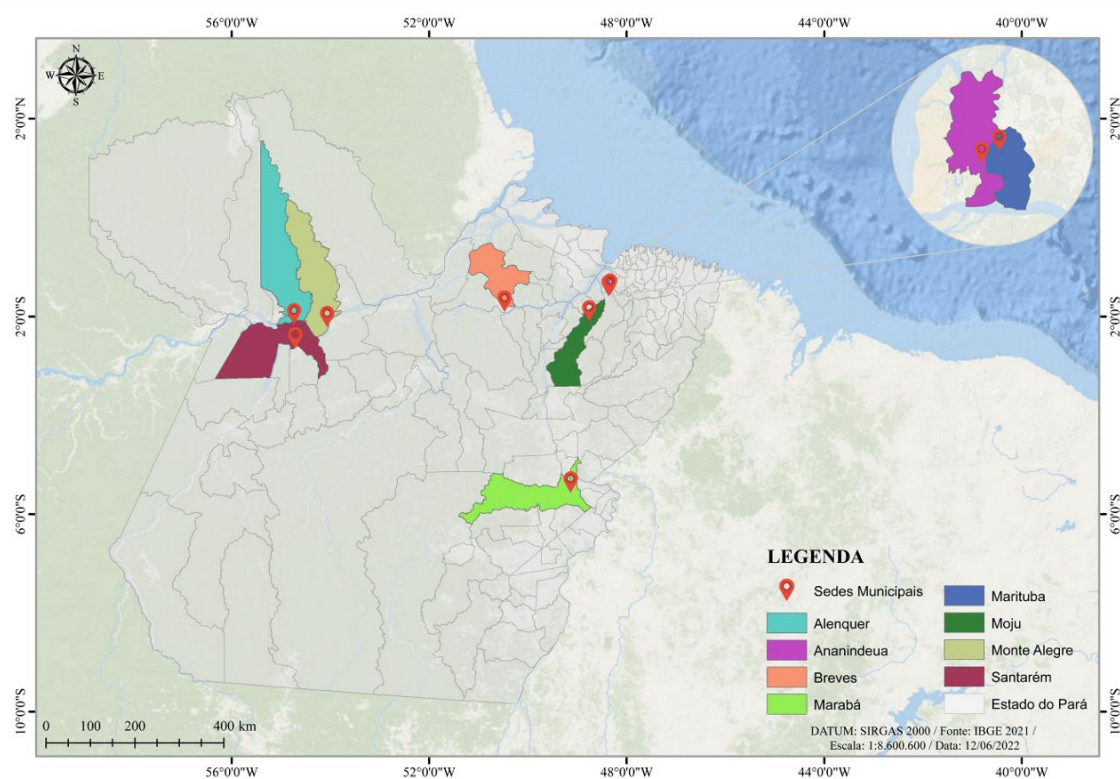 56°0'0"W 52°0'0"W 48°0'0"W 44°0'0"W 40°0'0"W
N
W E
S
2°0'0"N 2°0'0"N
2°0'0"S 2°0'0"S
6°0'0"S 6°0'0"S
10°0'0"S 10°0'0"S
LEGENDA
Sedes Municipais
Alenquer
Ananindeua
Breves
Marabá
Marituba
Moju
Monte Alegre
Santarém
Estado do Pará
DATUM: SIRGAS 2000 / Fonte: IBGE 2021 /
Escala: 1:8.600.600 / Data: 12/06/2022
0 100 200 400 km
56°0'0"W 52°0'0"W 48°0'0"W 44°0'0"W 40°0'0"W